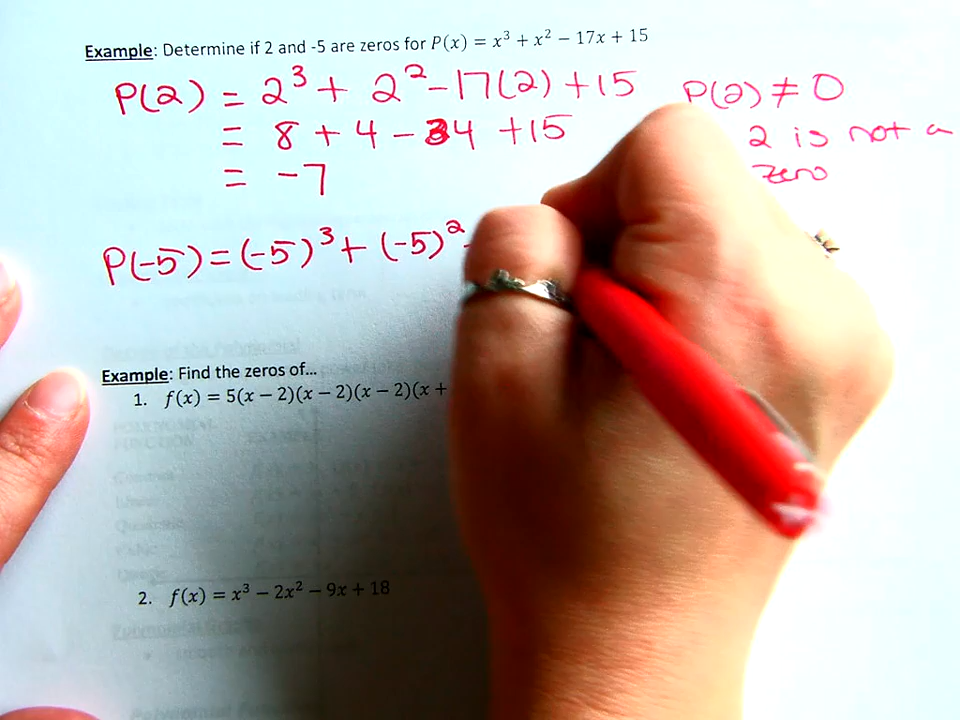 Example: Determine if 2 and -5 are zeros for P(x) = x³ + x² − 17x + 15
P(2) = 2³ + 2² − 17(2) + 15 P(2) ≠ 0
= 8 + 4 − 34 + 15 2 is not a
= −7 zero
P(-5) = (-5)³ + (-5)²
Example: Find the zeros of...
1. f(x) = 5(x − 2)(x − 2)(x − 2)(x +
2. f(x) = x³ − 2x² − 9x + 18